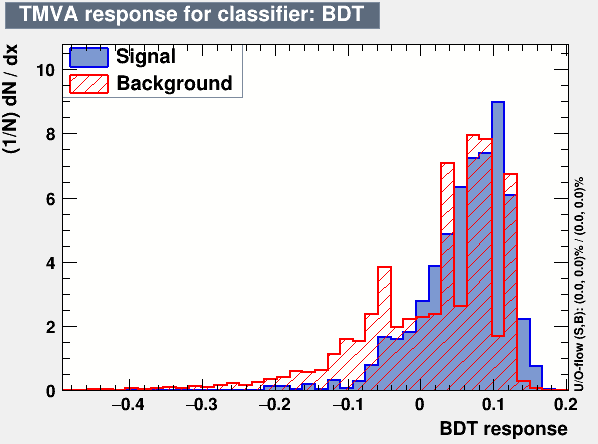 TMVA response for classifier: BDT
Signal
Background
(1/N) dN / dx
10
8
6
4
2
0
−0.4 −0.3 −0.2 −0.1 0 0.1 0.2
BDT response
U/O-flow (S,B): (0.0, 0.0)% / (0.0, 0.0)%